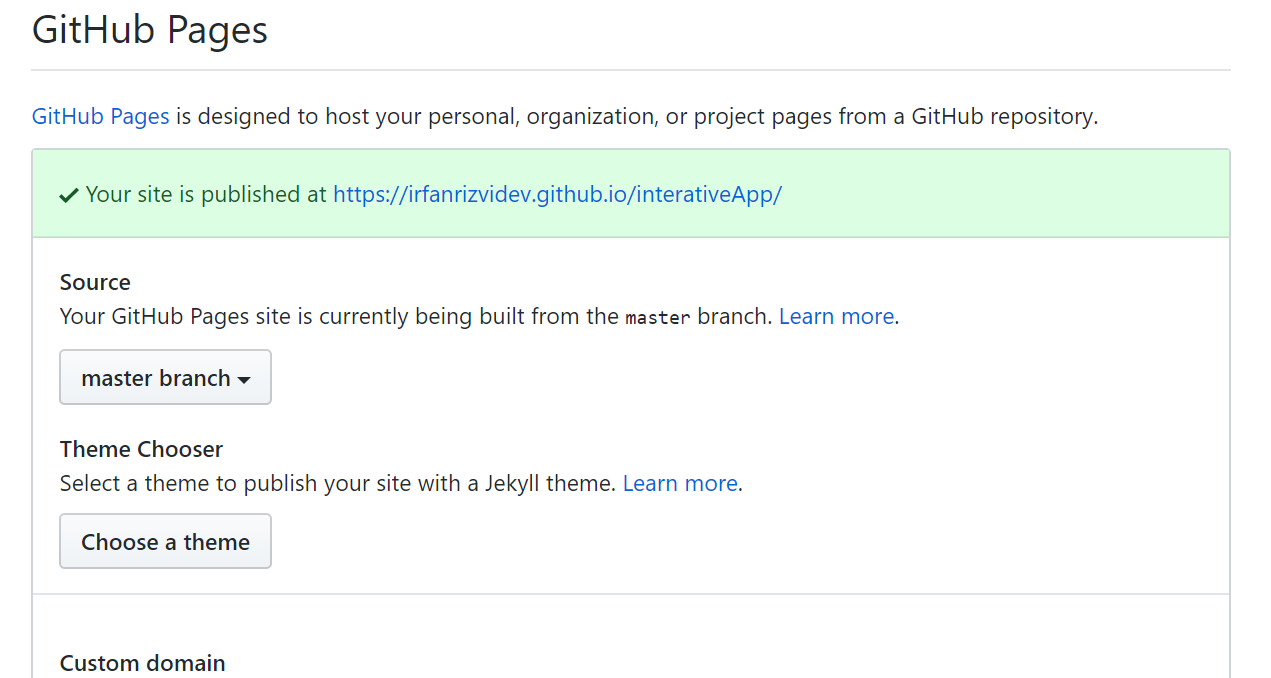 GitHub Pages
GitHub Pages is designed to host your personal, organization, or project pages from a GitHub repository.
Your site is published at https://irfanrizvidev.github.io/interativeApp/
Source
Your GitHub Pages site is currently being built from the master branch. Learn more.
master branch
Theme Chooser
Select a theme to publish your site with a Jekyll theme. Learn more.
Choose a theme
Custom domain